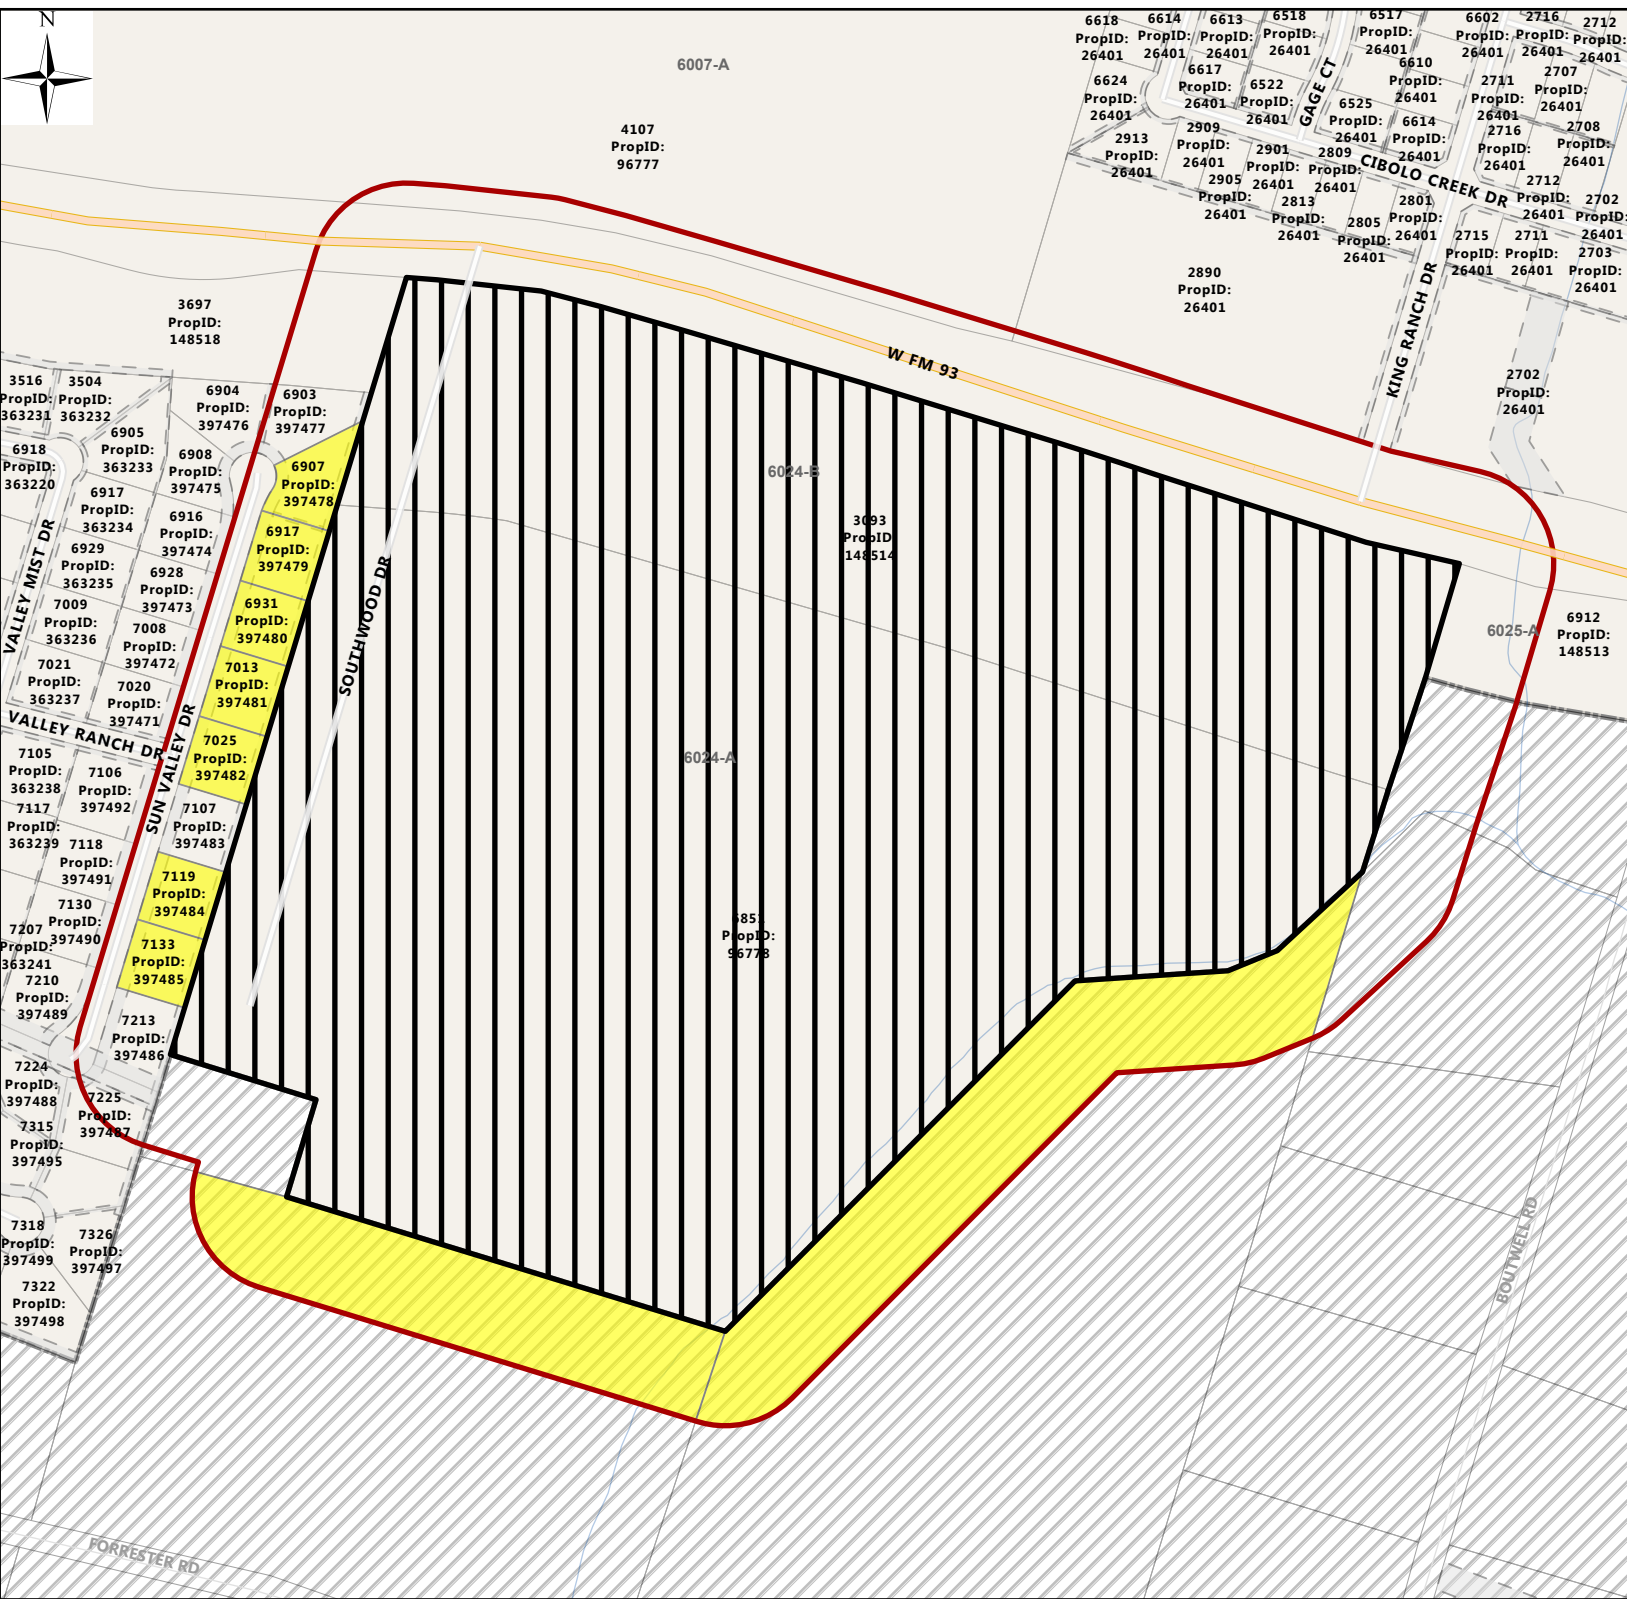 N
6007-A
4107
PropID:
96777
6618
PropID:
26401
6614
PropID:
26401
6613
PropID:
26401
6518
PropID:
26401
6517
PropID:
26401
6602
PropID:
26401
2716
PropID:
26401
2712
PropID:
26401
6624
PropID:
26401
6617
PropID:
26401
6522
PropID:
26401
GAGE CT
6525
PropID:
26401
6610
PropID:
26401
2711
PropID:
26401
2707
PropID:
26401
6614
PropID:
26401
2716
PropID:
26401
2708
PropID:
26401
2913
PropID:
26401
2909
PropID:
26401
2901
PropID:
26401
2809
PropID:
26401
CIBOLO CREEK DR
2905
PropID:
26401
2813
PropID:
26401
2805
PropID:
26401
2801
PropID:
26401
2712
PropID:
26401
2702
PropID:
26401
2715
PropID:
26401
2711
PropID:
26401
2703
PropID:
26401
2890
PropID:
26401
KING RANCH DR
2702
PropID:
26401
W FM 93
3697
PropID:
148518
3516
PropID:
363231
3504
PropID:
363232
6904
PropID:
397476
6903
PropID:
397477
6918
PropID:
363220
6905
PropID:
363233
6908
PropID:
397475
6907
PropID:
397478
6917
PropID:
363234
6916
PropID:
397474
6917
PropID:
397479
VALLEY MIST DR
6929
PropID:
363235
6928
PropID:
397473
6931
PropID:
397480
7009
PropID:
363236
7008
PropID:
397472
7013
PropID:
397481
7021
PropID:
363237
7020
PropID:
397471
7025
PropID:
397482
VALLEY RANCH DR
SUN VALLEY DR
SOUTHWOOD DR
6024-B
3093
PropID:
148514
6025-A
6912
PropID:
148513
6024-A
7105
PropID:
363238
7106
PropID:
397492
7107
PropID:
397483
7117
PropID:
363239
7118
PropID:
397491
7119
PropID:
397484
7130
PropID:
397490
7207
PropID:
363241
7133
PropID:
397485
6851
PropID:
96778
7210
PropID:
397489
7213
PropID:
397486
7224
PropID:
397488
7225
PropID:
397487
7315
PropID:
397495
7318
PropID:
397499
7326
PropID:
397497
7322
PropID:
397498
BOUTWELL RD
FORRESTER RD